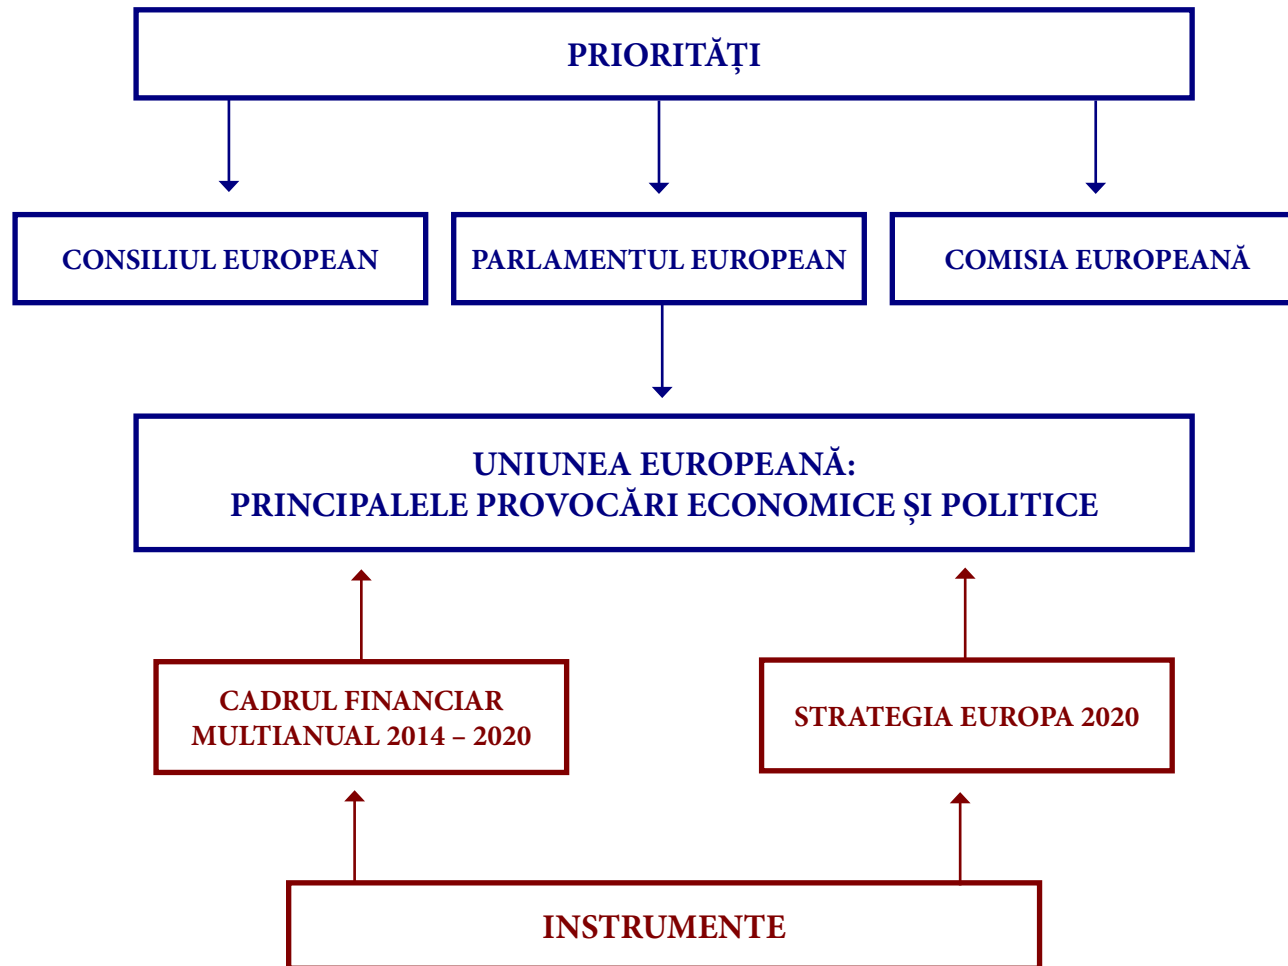 PRIORITĂȚI
CONSILIUL EUROPEAN
PARLAMENTUL EUROPEAN
COMISIA EUROPEANĂ
UNIUNEA EUROPEANĂ:
PRINCIPALELE PROVOCĂRI ECONOMICE ȘI POLITICE
CADRUL FINANCIAR
MULTIANUAL 2014 – 2020
STRATEGIA EUROPA 2020
INSTRUMENTE